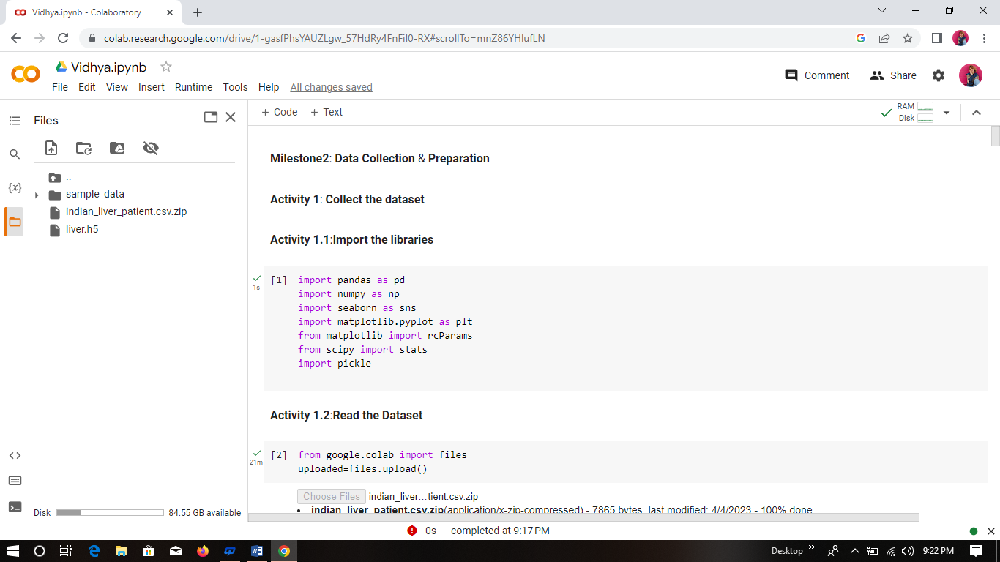 Vidhya.ipynb - Colaboratory
colab.research.google.com/drive/1-gasfPhsYAUZLgw_57HdRy4FnFil0-RX#scrollTo=mnZ86YHlufLN
Vidhya.ipynb
Comment
Share
File Edit View Insert Runtime Tools Help All changes saved
Files
+ Code + Text
RAM
Disk
..
sample_data
indian_liver_patient.csv.zip
liver.h5
{x}
Milestone2: Data Collection & Preparation
Activity 1: Collect the dataset
Activity 1.1:Import the libraries
1s
[1] import pandas as pd
import numpy as np
import seaborn as sns
import matplotlib.pyplot as plt
from matplotlib import rcParams
from scipy import stats
import pickle
Activity 1.2:Read the Dataset
21m
[2] from google.colab import files
uploaded=files.upload()
Choose Files indian_liver…tient.csv.zip
• indian_liver_patient.csv.zip(application/x-zip-compressed) - 7865 bytes, last modified: 4/4/2023 - 100% done
Disk 84.55 GB available
0s completed at 9:17 PM
Desktop
9:22 PM